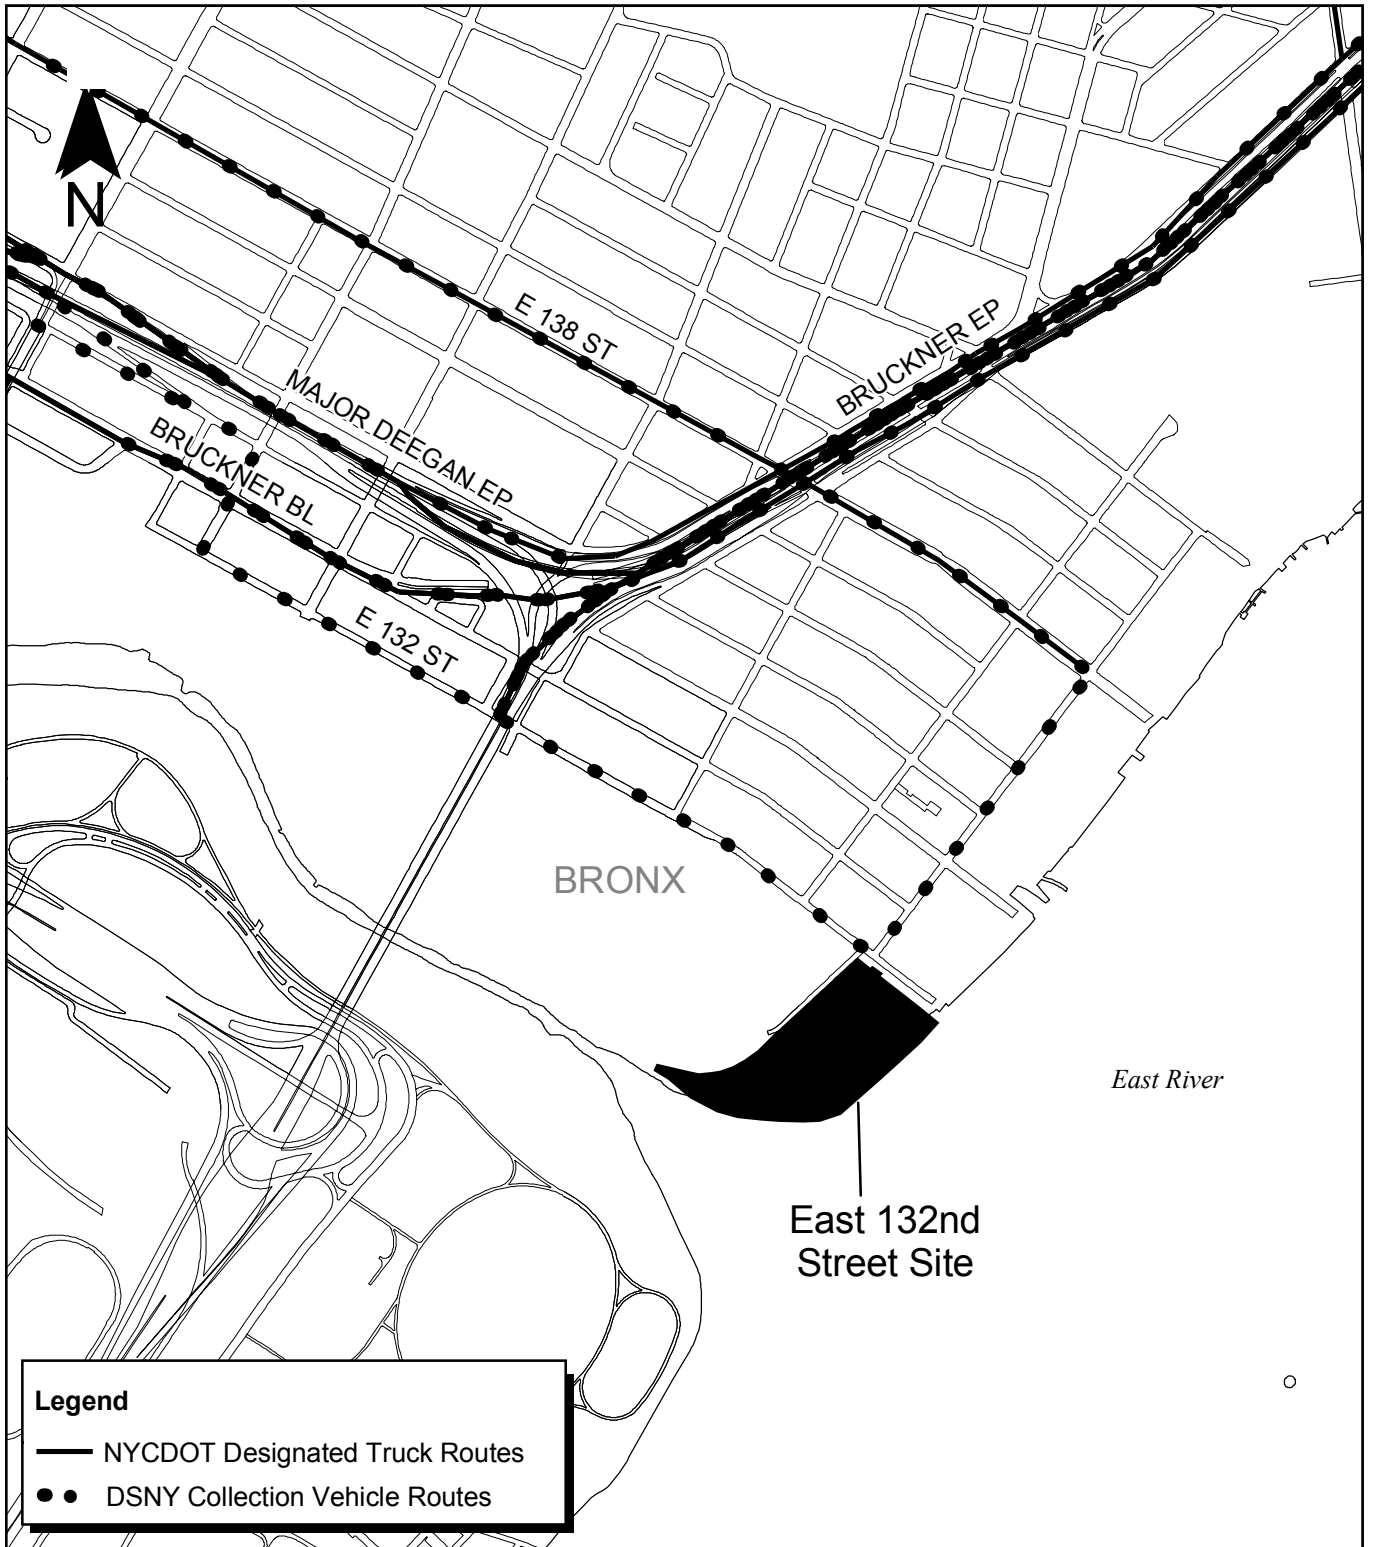 N
E 138 ST
BRUCKNER EP
MAJOR DEEGAN EP
BRUCKNER BL
E 132 ST
BRONX
East River
East 132nd
Street Site
Legend
NYCDOT Designated Truck Routes
DSNY Collection Vehicle Routes